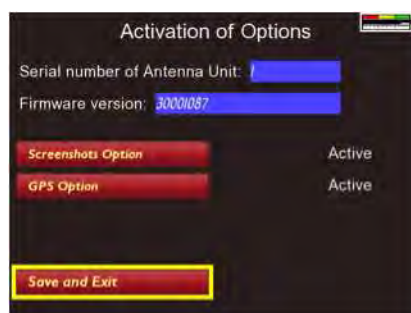 Activation of Options
Serial number of Antenna Unit: 1
Firmware version: 30001087
Screenshots Option Active
GPS Option Active
Save and Exit